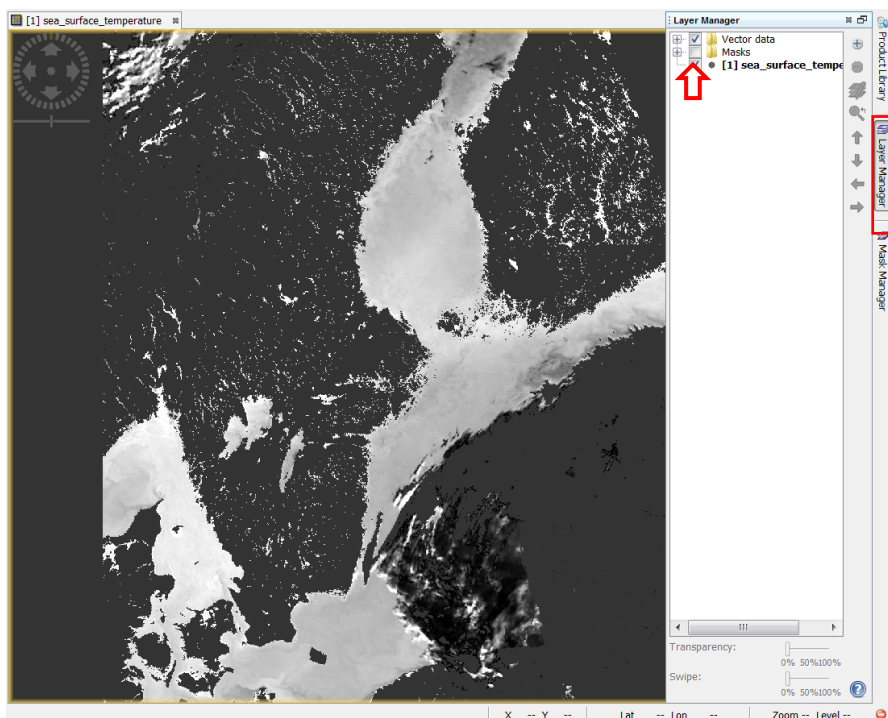 [1] sea_surface_temperature
Layer Manager
Vector data
Masks
[1] sea_surface_tempe
Product Library
Layer Manager
Mask Manager
Transparency:
0% 50%100%
Swipe:
0% 50%100%
X -- Y -- Lat -- Lon -- Zoom -- Level --